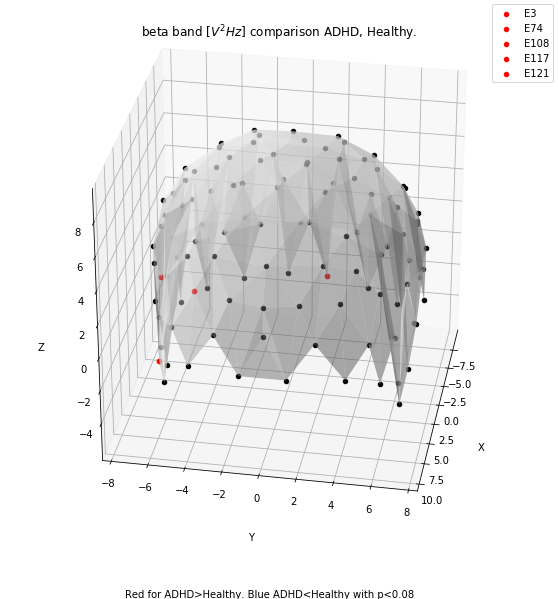 beta band [V²Hz] comparison ADHD, Healthy.
E3
E74
E108
E117
E121
8
6
4
2
0
−2
−4
Z
−7.5
−5.0
−2.5
0.0
2.5
5.0
7.5
10.0
X
−8
−6
−4
−2
0
2
4
6
8
Y
Red for ADHD>Healthy. Blue ADHD<Healthy with p<0.08